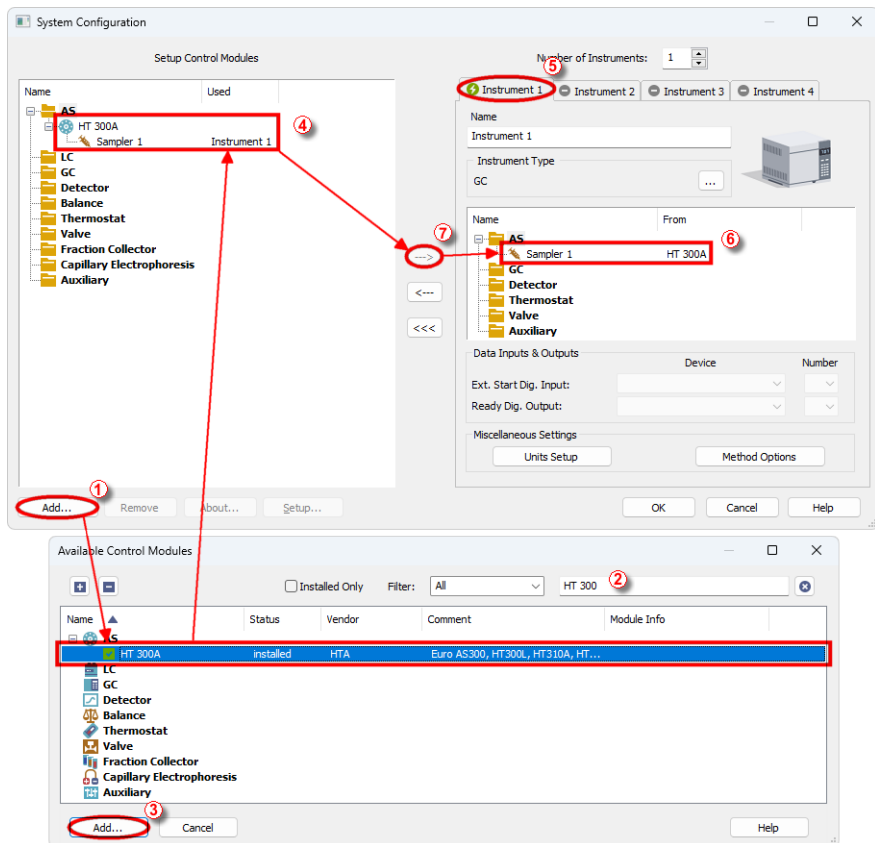 System Configuration
Setup Control Modules
Number of Instruments: 1
Name Used
AS
HT 300A
Sampler 1 Instrument 1
LC
GC
Detector
Balance
Thermostat
Valve
Fraction Collector
Capillary Electrophoresis
Auxiliary
④
⑤
Instrument 1 Instrument 2 Instrument 3 Instrument 4
Name
Instrument 1
Instrument Type
GC ...
Name From
AS
Sampler 1 HT 300A
GC
Detector
Thermostat
Valve
Auxiliary
⑥
⑦
--->
<---
<<<
Data Inputs & Outputs
Device Number
Ext. Start Dig. Input:
Ready Dig. Output:
Miscellaneous Settings
Units Setup Method Options
①
Add... Remove About... Setup...
OK Cancel Help
Available Control Modules
Installed Only Filter: All HT 300 ②
Name Status Vendor Comment Module Info
AS
HT 300A installed HTA Euro AS300, HT300L, HT310A, HT...
LC
GC
Detector
Balance
Thermostat
Valve
Fraction Collector
Capillary Electrophoresis
Auxiliary
③
Add... Cancel Help